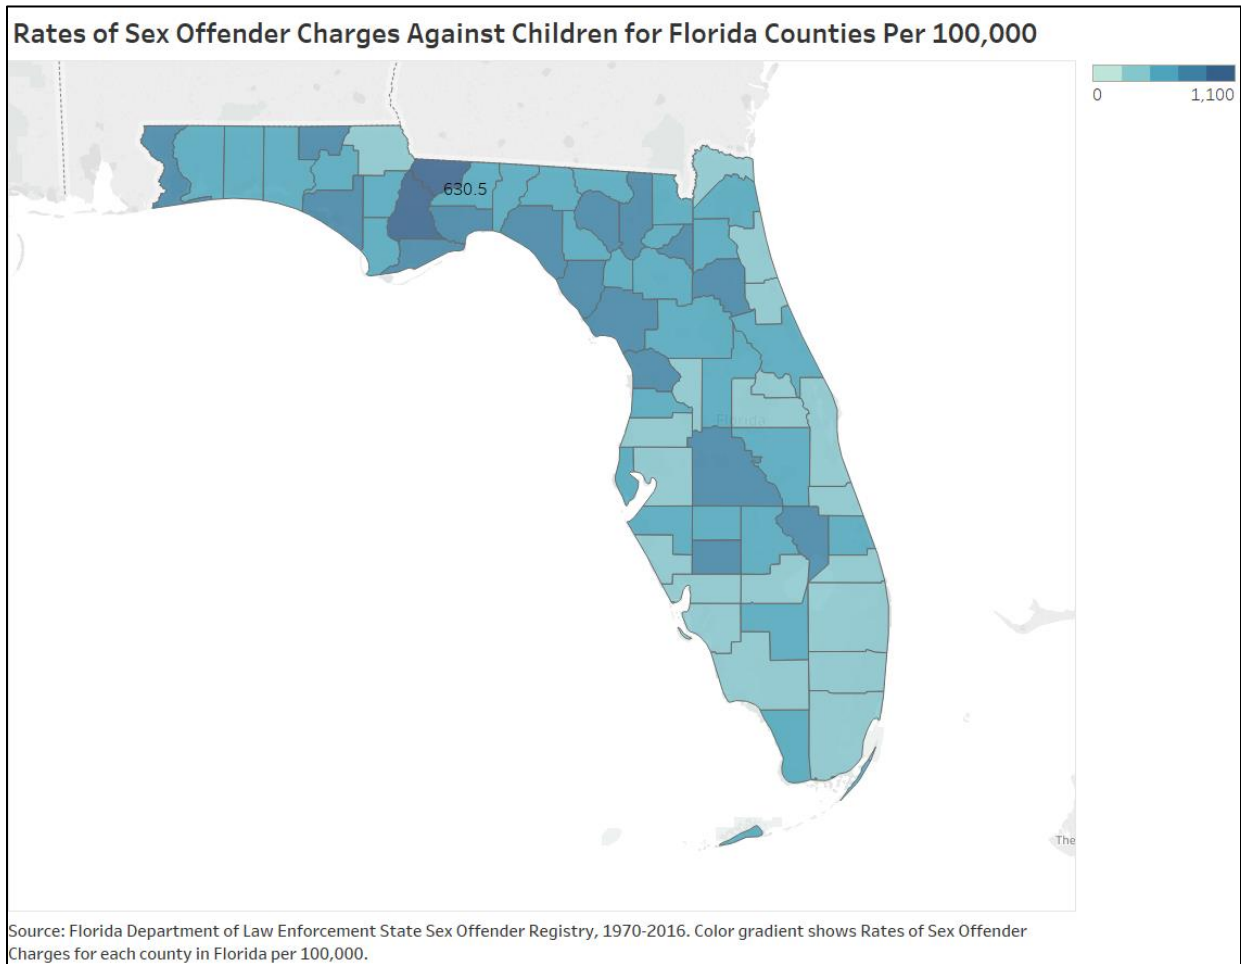 Rates of Sex Offender Charges Against Children for Florida Counties Per 100,000
0 1,100
630.5
Florida
The
Source: Florida Department of Law Enforcement State Sex Offender Registry, 1970-2016. Color gradient shows Rates of Sex Offender
Charges for each county in Florida per 100,000.